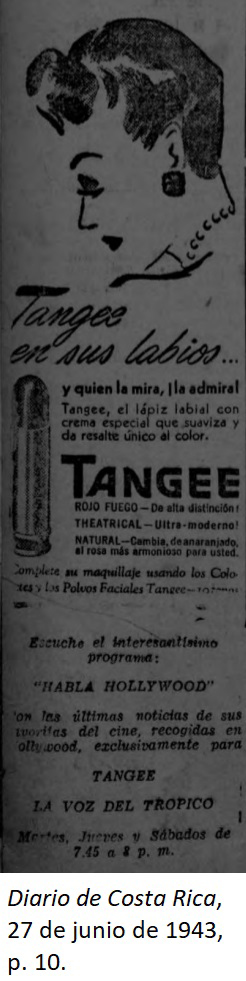 Tangee
en sus labios...
y quien la mira, ¡la admira!
Tangee, el lápiz labial con
crema especial que suaviza y
da resalte único al color.
TANGEE
ROJO FUEGO—De alta distinción!
THEATRICAL—Ultra-moderno!
NATURAL—Cambia, de anaranjado,
al rosa más armonioso para usted.
Complete su maquillaje usando los Colo-
y los Polvos Faciales Tangee—
Escuche el interesantísimo
programa:
"HABLA HOLLYWOOD"
on las últimas noticias de sus
del cine, recogidas en
ollywood, exclusivamente para
TANGEE
LA VOZ DEL TROPICO
Martes, Jueves y Sábados de
7.45 a 8 p. m.
Diario de Costa Rica,
27 de junio de 1943,
p. 10.